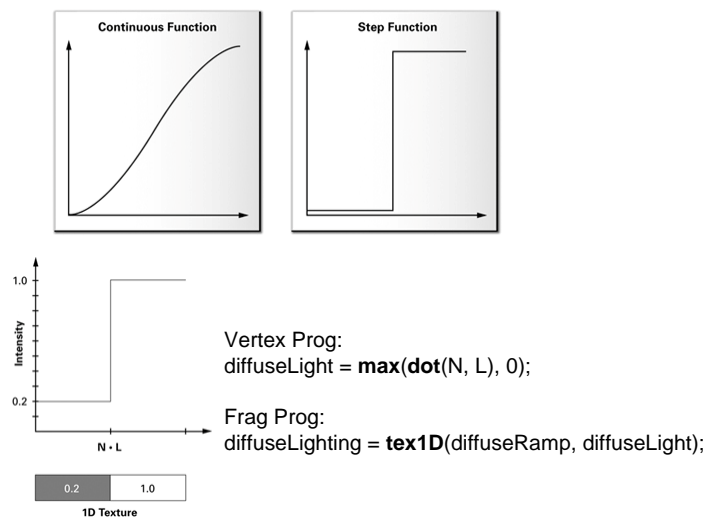 Continuous Function
Step Function
1.0
Intensity
0.2
N • L
0.2 1.0
1D Texture
Vertex Prog:
diffuseLight = max(dot(N, L), 0);
Frag Prog:
diffuseLighting = tex1D(diffuseRamp, diffuseLight);